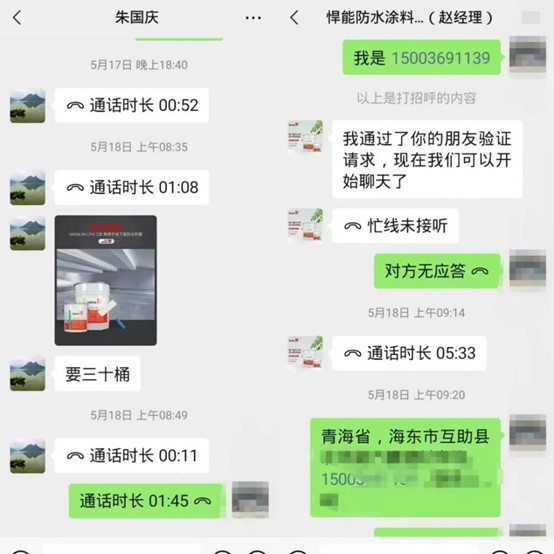 朱国庆
5月17日 晚上18:40
通话时长 00:52
5月18日 上午08:35
通话时长 01:08
要三十桶
5月18日 上午08:49
通话时长 00:11
通话时长 01:45
悍能防水涂料...（赵经理）
我是 15003691139
以上是打招呼的内容
我通过了你的朋友验证
请求，现在我们可以开
始聊天了
忙线未接听
对方无应答
5月18日 上午09:14
通话时长 05:33
5月18日 上午09:20
青海省，海东市互助县